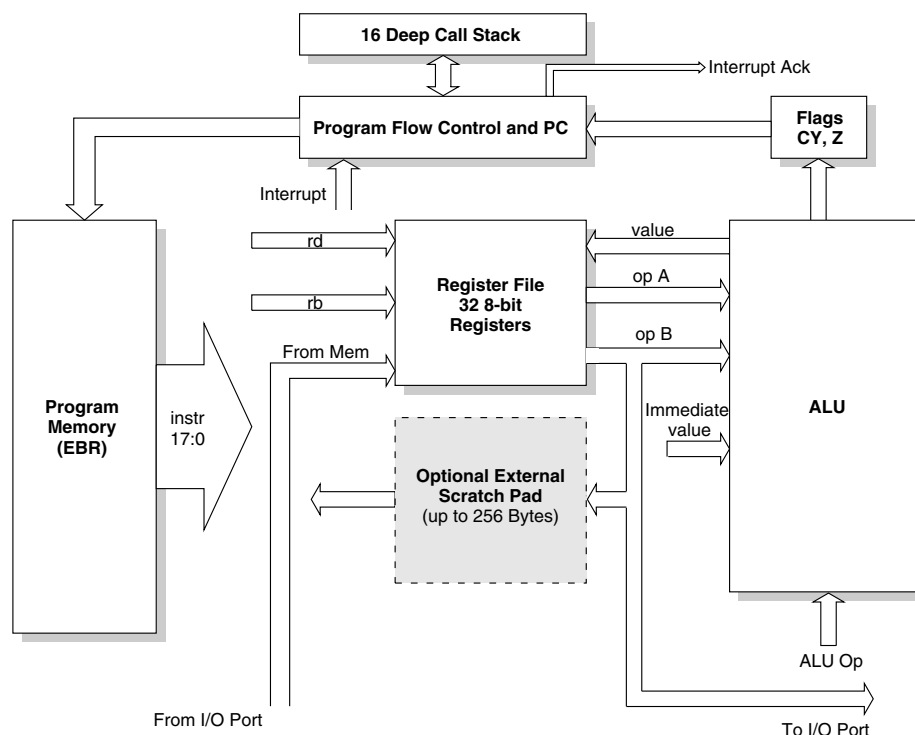 16 Deep Call Stack
Interrupt Ack
Program Flow Control and PC
Flags
CY, Z
Interrupt
rd
value
Register File
32 8-bit
Registers
op A
rb
op B
From Mem
Program
Memory
(EBR)
instr
17:0
ALU
Immediate
value
Optional External
Scratch Pad
(up to 256 Bytes)
ALU Op
From I/O Port
To I/O Port